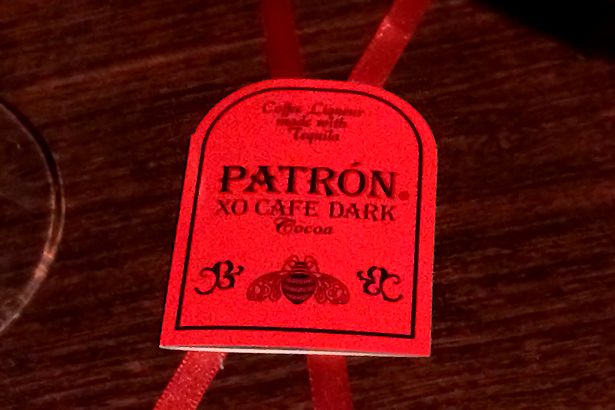 Coffee Liqueur
made with
Tequila
PATRÓN
XO CAFE DARK
Cocoa